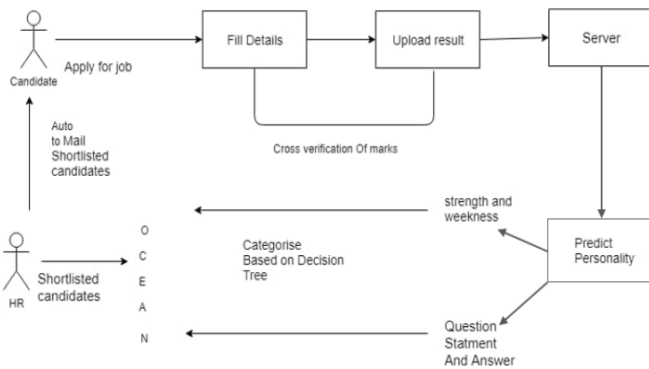 Fill Details
Upload result
Server
Apply for job
Candidate
Auto
to Mail
Shortlisted
candidates
Cross verification Of marks
strength and
weekness
O
C
E
A
N
Categorise
Based on Decision
Tree
Predict
Personality
HR
Shortlisted
candidates
Question
Statment
And Answer